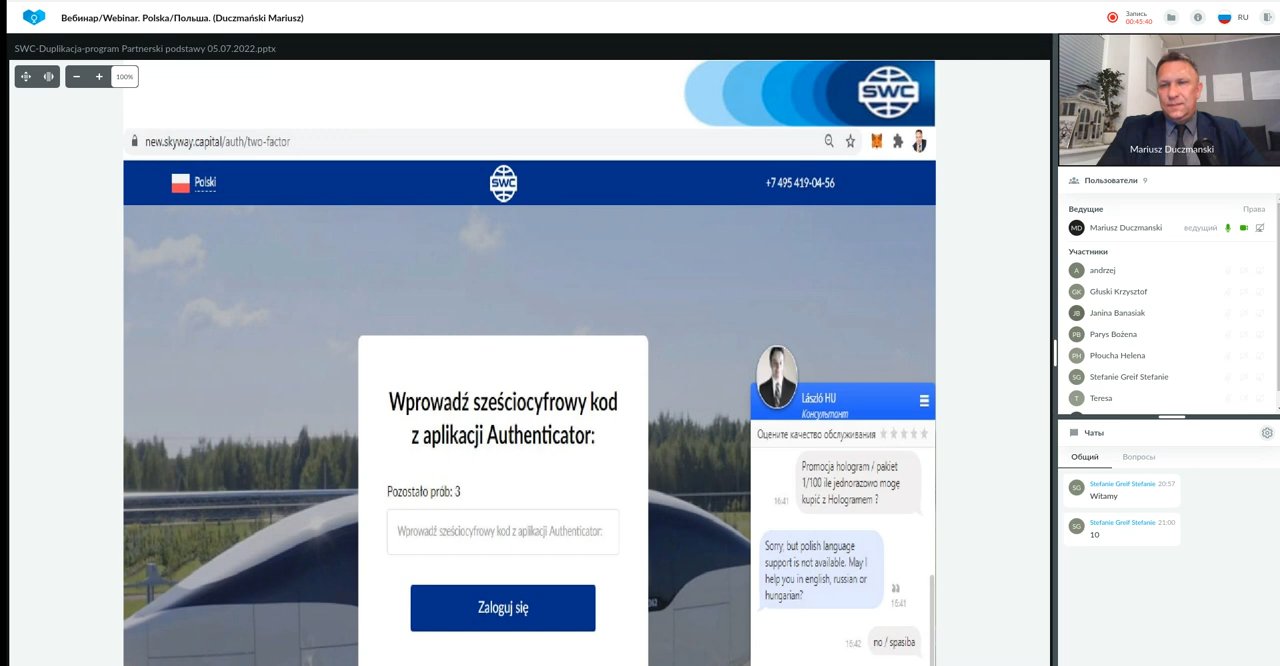 Вебинар/Webinar. Polska/Польша. (Duczmański Mariusz)
Запись
00:45:40
RU
SWC-Duplikacja-program Partnerski podstawy 05.07.2022.pptx
100%
SWC
new.skyway.capital/auth/two-factor
Polski
SWC
+7 495 419-04-56
Wprowadź sześciocyfrowy kod
z aplikacji Authenticator:
Pozostało prób: 3
Wprowadź sześciocyfrowy kod z aplikacji Authenticator:
Zaloguj się
László HU
Консультант
Оцените качество обслуживания
Promocja hologram / pakiet
1/100 ile jednorazowo mogę
kupić z Hologramem ?
16:41
Sorry, but polish language
support is not available. May I
help you in english, russian or
hungarian?
16:41
16:42
no / spasiba
Mariusz Duczmanski
Пользователи 9
Ведущие
Права
MD
Mariusz Duczmanski
ведущий
Участники
A
andrzej
GK
Głuski Krzysztof
JB
Janina Banasiak
PB
Parys Bożena
PH
Płoucha Helena
SG
Stefanie Greif Stefanie
T
Teresa
Чаты
Общий
Вопросы
SG
Stefanie Greif Stefanie 20:57
Witamy
SG
Stefanie Greif Stefanie 21:00
10